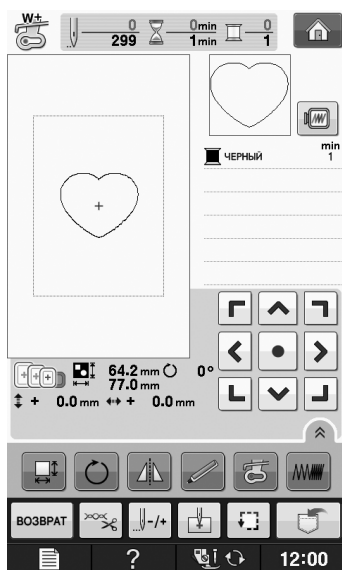 W+ 0 0min 0
299 1min 1
min
ЧЕРНЫЙ 1
64.2 mm 0°
77.0 mm
+ 0.0 mm + 0.0 mm
ВОЗВРАТ -/+
? 12:00